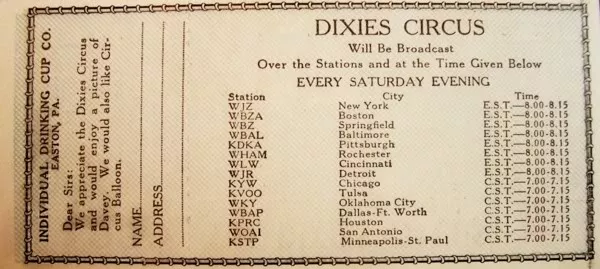 INDIVIDUAL DRINKING CUP CO.
EASTON, PA.
Dear Sirs:
We appreciate the Dixies Circus
and would enjoy a picture of
Davey. We would also like Cir-
cus Balloon.
NAME
ADDRESS
DIXIES CIRCUS
Will Be Broadcast
Over the Stations and at the Time Given Below
EVERY SATURDAY EVENING
Station City Time
WJZ New York E.S.T.—8.00-8.15
WBZA Boston E.S.T.—8.00-8.15
WBZ Springfield E.S.T.—8.00-8.15
WBAL Baltimore E.S.T.—8.00-8.15
KDKA Pittsburgh E.S.T.—8.00-8.15
WHAM Rochester E.S.T.—8.00-8.15
WLW Cincinnati E.S.T.—8.00-8.15
WJR Detroit E.S.T.—8.00-8.15
KYW Chicago C.S.T.—7.00-7.15
KVOO Tulsa C.S.T.—7.00-7.15
WKY Oklahoma City C.S.T.—7.00-7.15
WBAP Dallas-Ft. Worth C.S.T.—7.00-7.15
KPRC Houston C.S.T.—7.00-7.15
WOAI San Antonio C.S.T.—7.00-7.15
KSTP Minneapolis-St. Paul C.S.T.—7.00-7.15